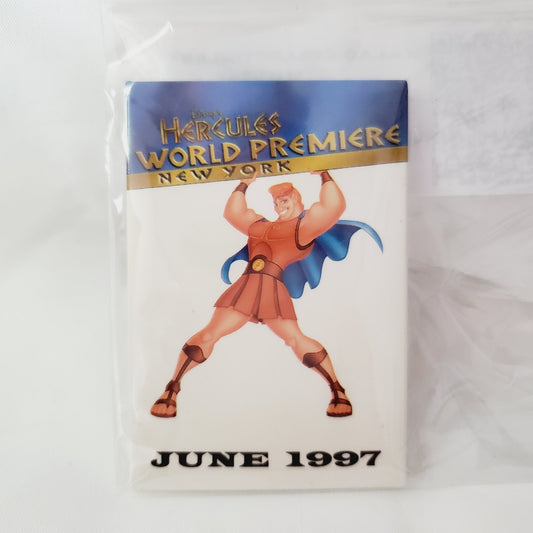 Disney's
HERCULES
WORLD PREMIERE
NEW YORK
JUNE 1997